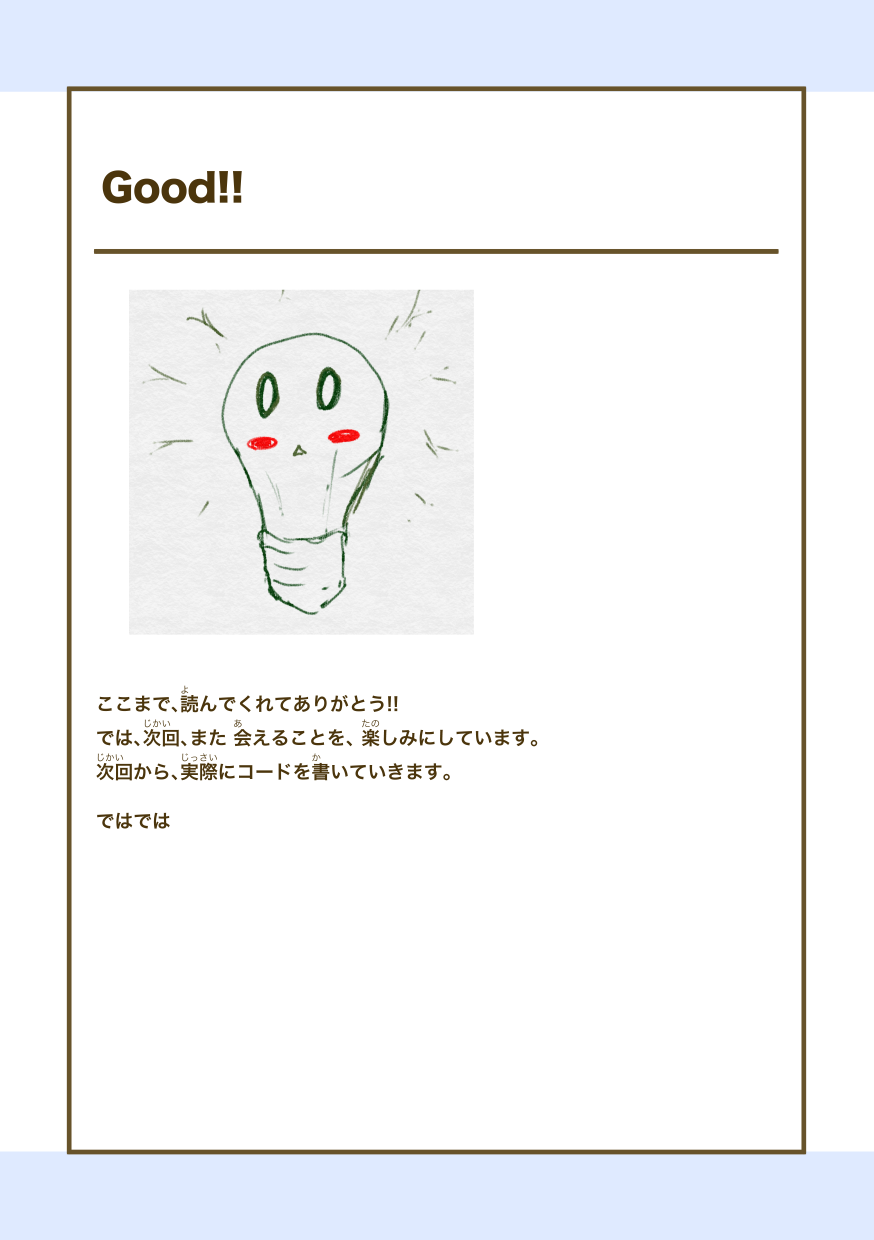 Good!!
ここまで、読んでくれてありがとう!!
では、次回、また 会えることを、 楽しみにしています。
次回から、実際にコードを書いていきます。
ではでは